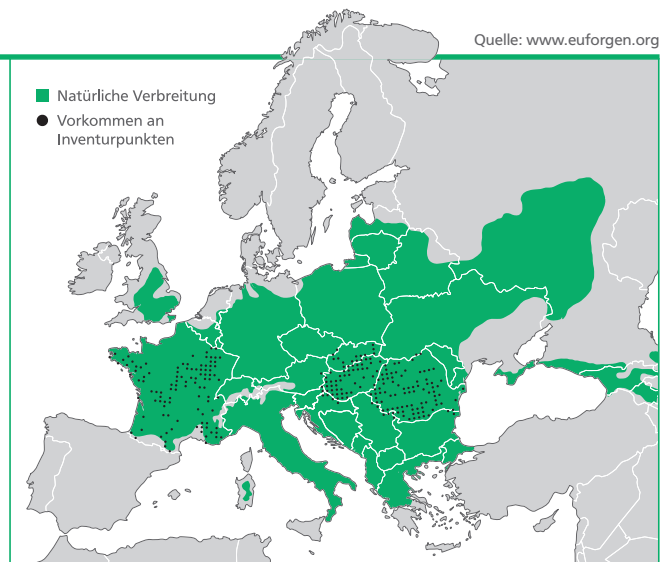 Quelle: www.euforgen.org
Natürliche Verbreitung
Vorkommen an
Inventurpunkten